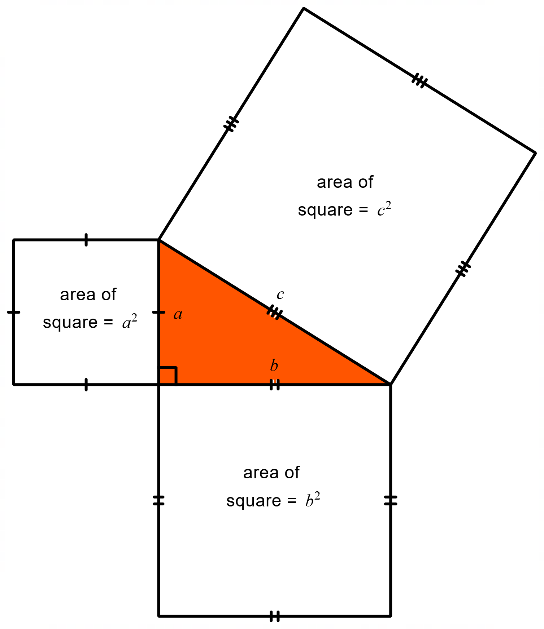 area of
square = c²
area of
square = a²
a
c
b
area of
square = b²